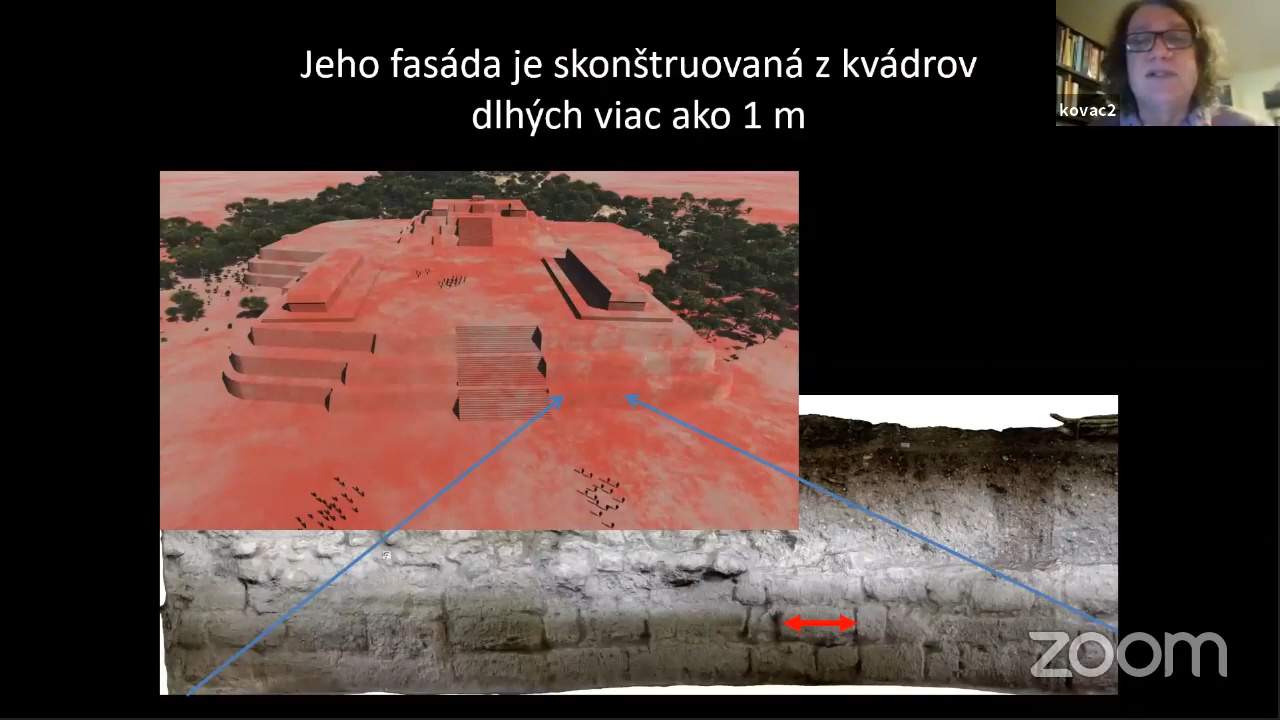 Jeho fasáda je skonštruovaná z kvádrov
dlhých viac ako 1 m
kovac2
zoom